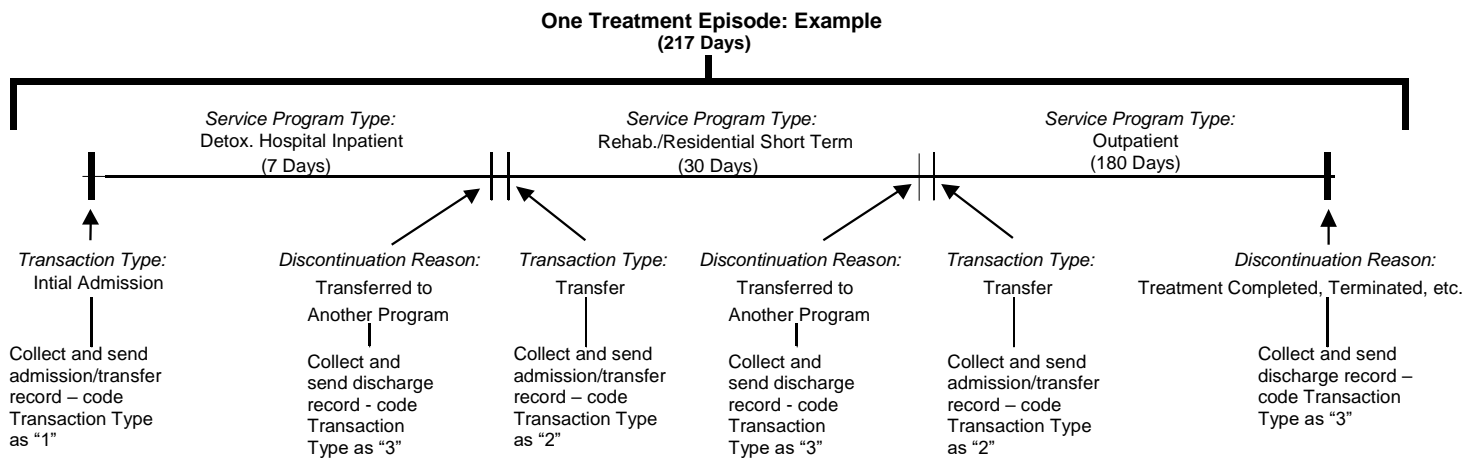 One Treatment Episode: Example
(217 Days)
Service Program Type:
Detox. Hospital Inpatient
(7 Days)
Service Program Type:
Rehab./Residential Short Term
(30 Days)
Service Program Type:
Outpatient
(180 Days)
Transaction Type:
Intial Admission
Collect and send
admission/transfer
record – code
Transaction Type
as “1”
Discontinuation Reason:
Transferred to
Another Program
Collect and
send discharge
record - code
Transaction
Type as “3”
Transaction Type:
Transfer
Collect and send
admission/transfer
record – code
Transaction Type
as “2”
Discontinuation Reason:
Transferred to
Another Program
Collect and
send discharge
record - code
Transaction
Type as “3”
Transaction Type:
Transfer
Collect and send
admission/transfer
record – code
Transaction Type
as “2”
Discontinuation Reason:
Treatment Completed, Terminated, etc.
Collect and send
discharge record –
code Transaction
Type as “3”